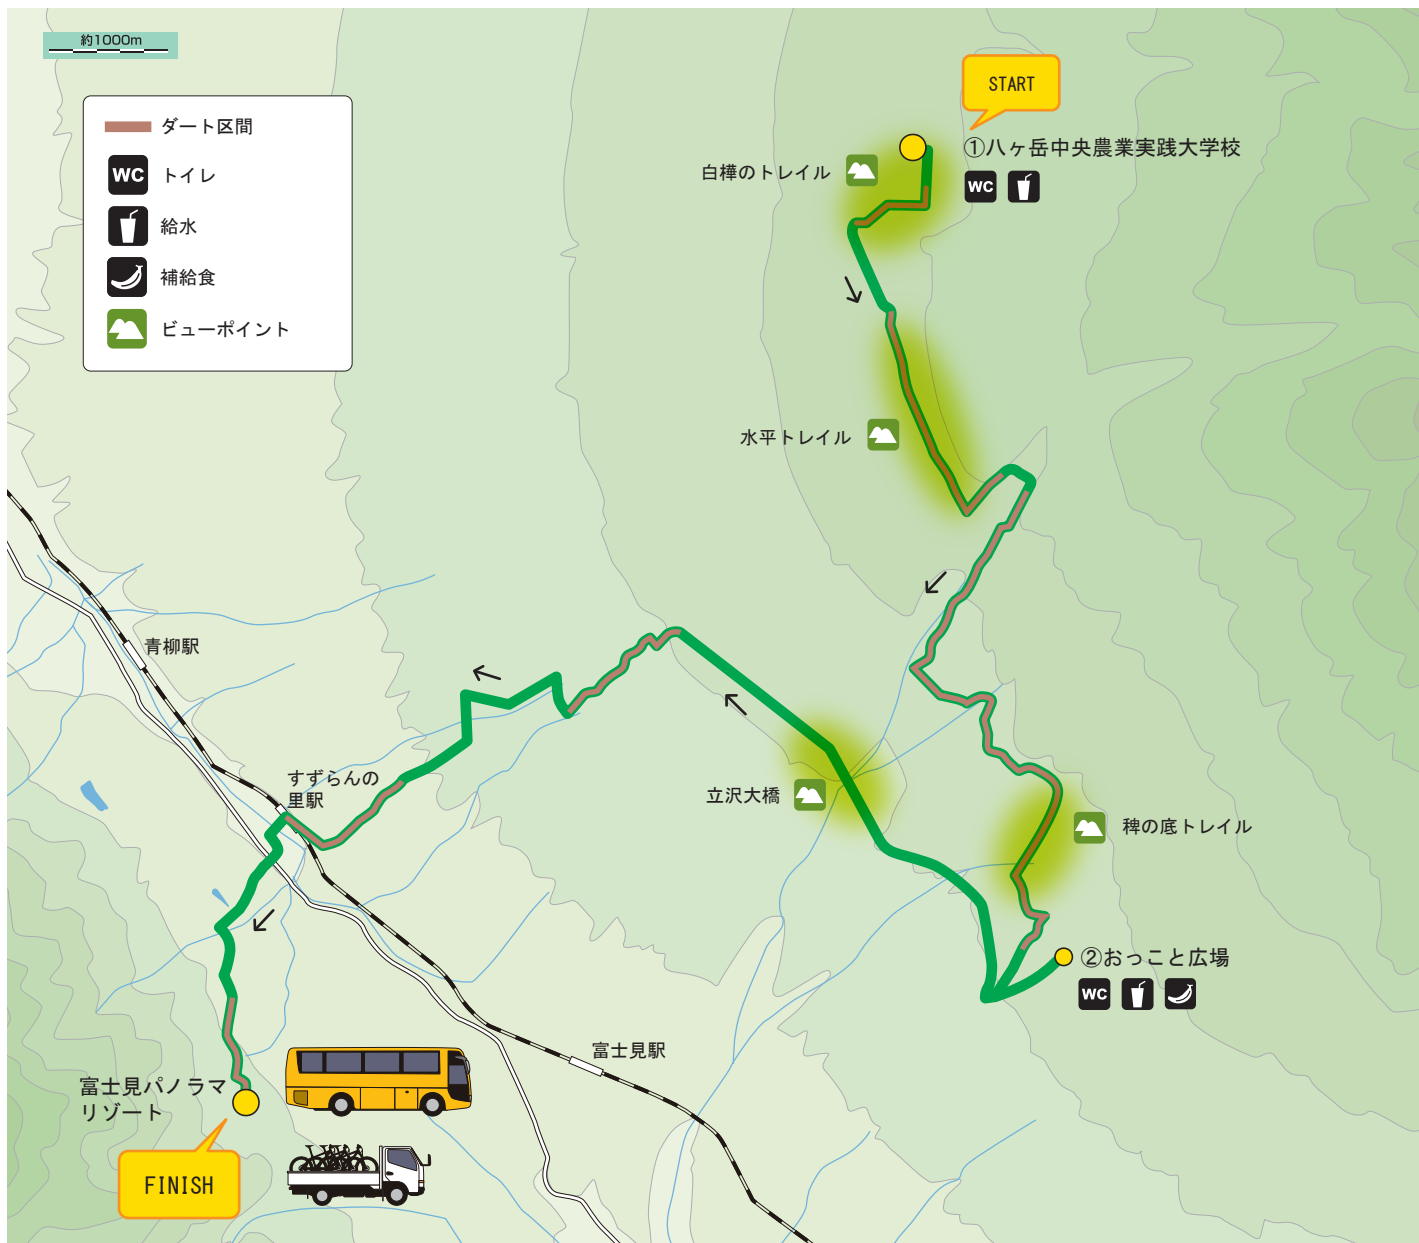 約1000m
ダート区間
WC トイレ
給水
補給食
ビューポイント
START
①八ヶ岳中央農業実践大学校
WC
白樺のトレイル
水平トレイル
青柳駅
すずらんの
里駅
立沢大橋
稗の底トレイル
②おっこと広場
WC
富士見駅
富士見パノラマ
リゾート
FINISH